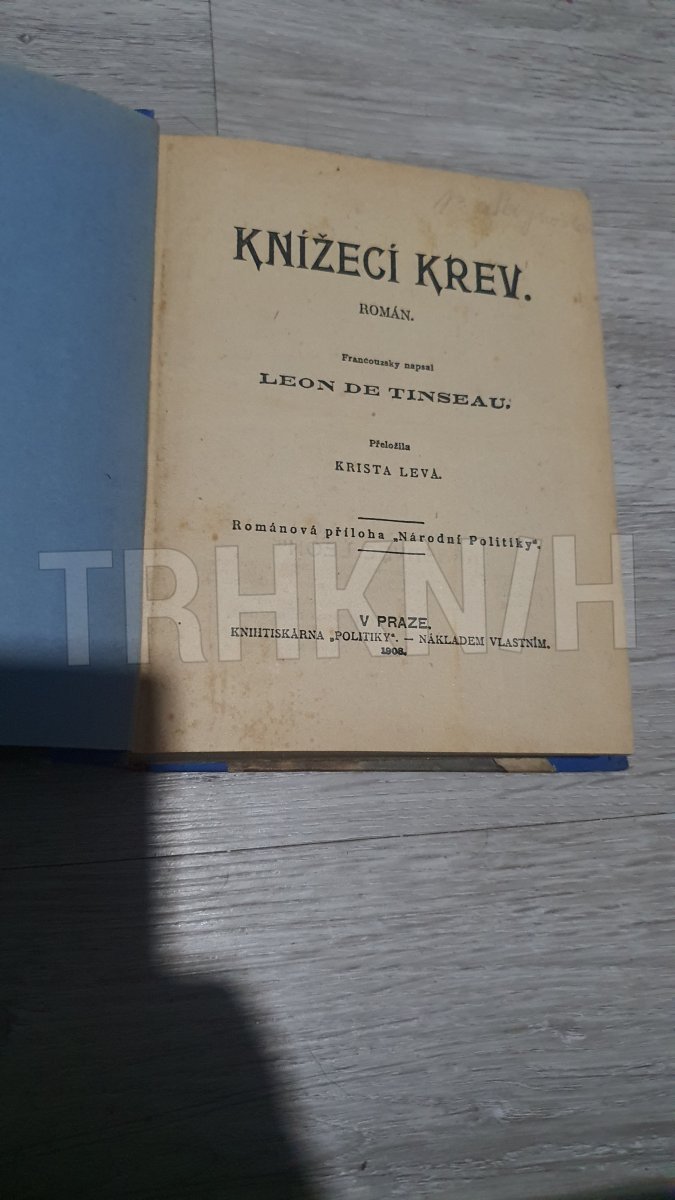 KNÍŽECÍ KREV.
ROMÁN.
Francouzsky napsal
LEON DE TINSEAU.
Přeložila
KRISTA LEVÁ.
Románová příloha „Národní Politiky“.
TRHKNIH
V PRAZE.
KNIHTISKÁRNA „POLITIKY“. — NÁKLADEM VLASTNÍM.
1908.